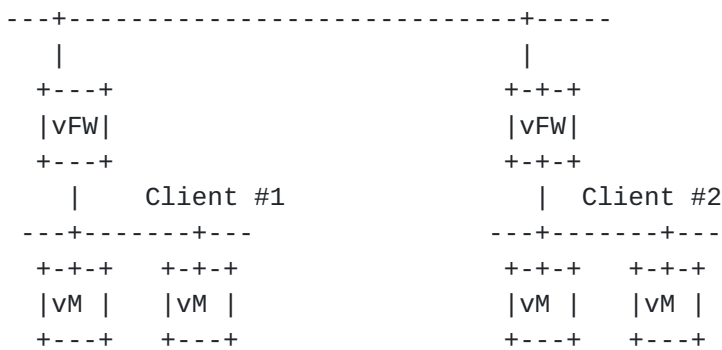 ---+-----------------------------+-----
   |                             |
 +---+                         +-+-+
 |vFW|                         |vFW|
 +---+                         +-+-+
   |    Client #1                |  Client #2
---+-------+---               ---+-------+---
 +-+-+   +-+-+                 +-+-+   +-+-+
 |vM |   |vM |                 |vM |   |vM |
 +---+   +---+                 +---+   +---+